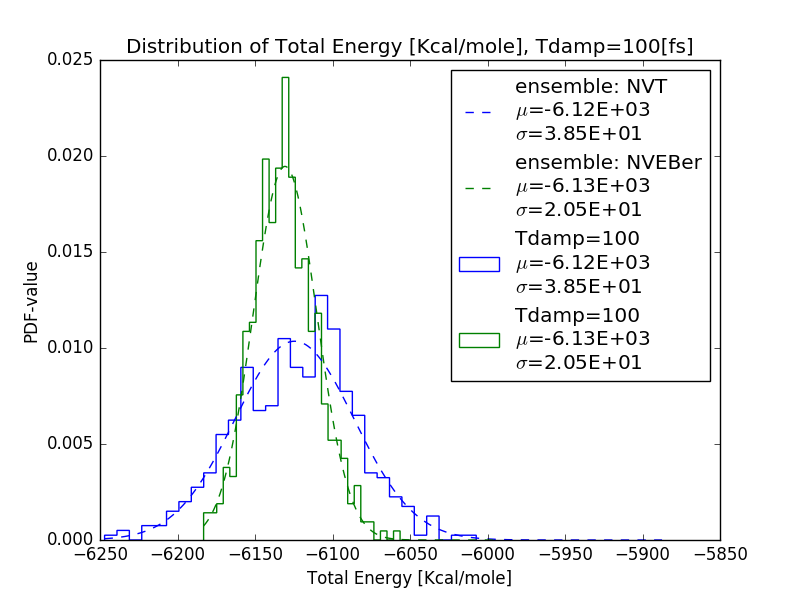 Distribution of Total Energy [Kcal/mole], Tdamp=100[fs]
0.025
0.020
0.015
0.010
0.005
0.000
PDF-value
ensemble: NVT
μ=-6.12E+03
σ=3.85E+01
ensemble: NVEBer
μ=-6.13E+03
σ=2.05E+01
Tdamp=100
μ=-6.12E+03
σ=3.85E+01
Tdamp=100
μ=-6.13E+03
σ=2.05E+01
−6250 −6200 −6150 −6100 −6050 −6000 −5950 −5900 −5850
Total Energy [Kcal/mole]